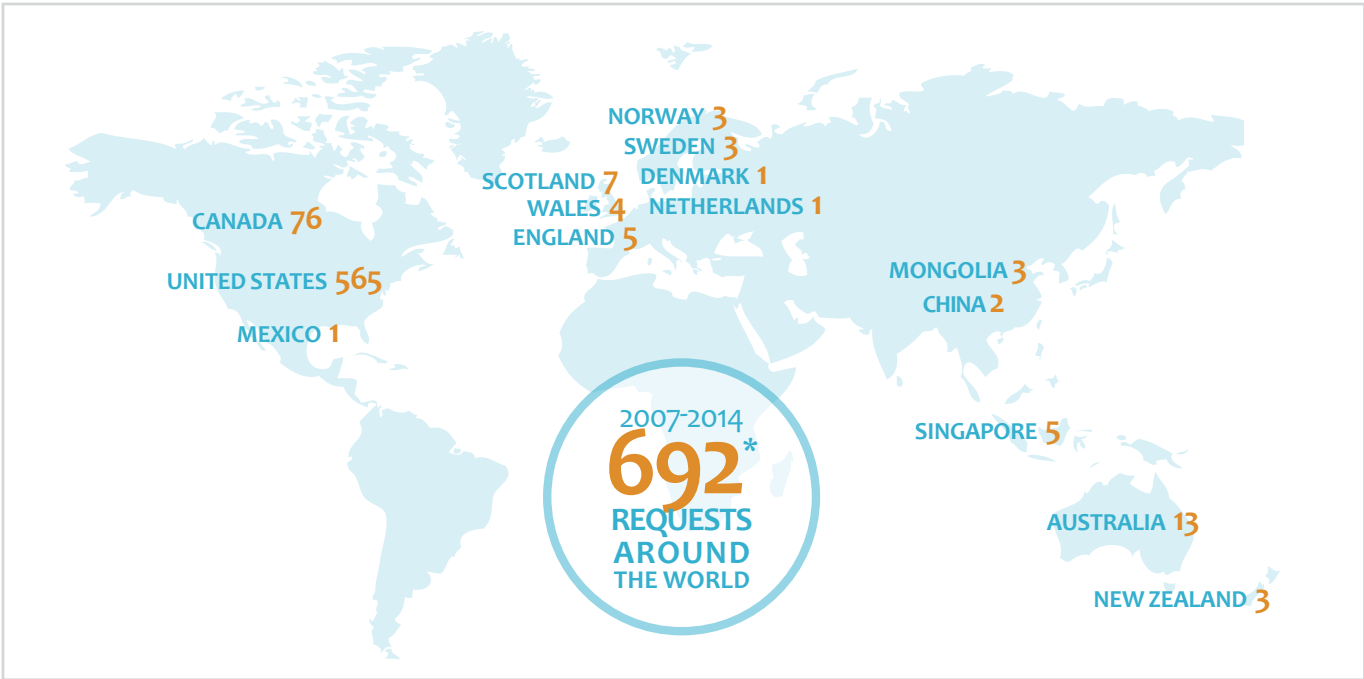 NORWAY 3
SWEDEN 3
DENMARK 1
NETHERLANDS 1
SCOTLAND 7
WALES 4
ENGLAND 5
CANADA 76
UNITED STATES 565
MEXICO 1
MONGOLIA 3
CHINA 2
SINGAPORE 5
AUSTRALIA 13
NEW ZEALAND 3
2007-2014
692*
REQUESTS
AROUND
THE WORLD